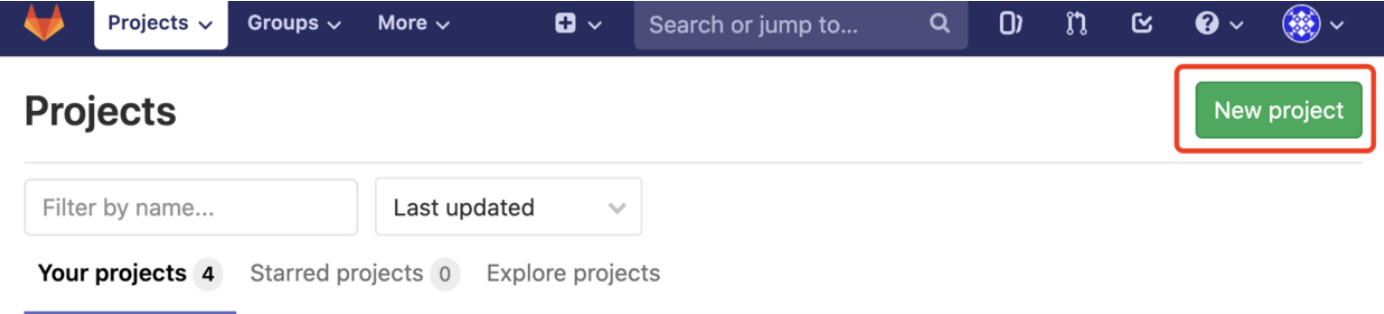 Projects Groups More Search or jump to...
Projects New project
Filter by name... Last updated
Your projects 4 Starred projects 0 Explore projects